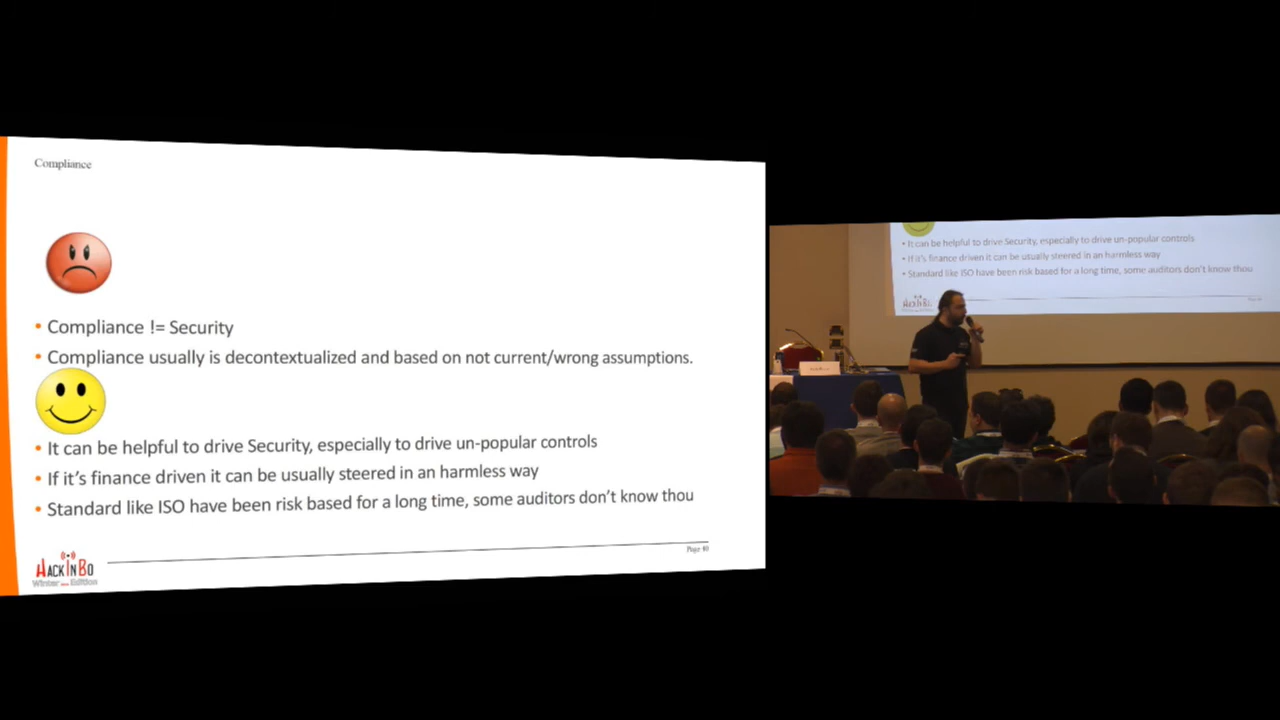 Compliance
• Compliance != Security
• Compliance usually is decontextualized and based on not current/wrong assumptions.
• It can be helpful to drive Security, especially to drive un-popular controls
• If it's finance driven it can be usually steered in an harmless way
• Standard like ISO have been risk based for a long time, some auditors don't know thou
HACKINBO
Winter Edition
Page 80
• It can be helpful to drive Security, especially to drive un-popular controls
• If it's finance driven it can be usually steered in an harmless way
• Standard like ISO have been risk based for a long time, some auditors don't know thou
HACKINBO